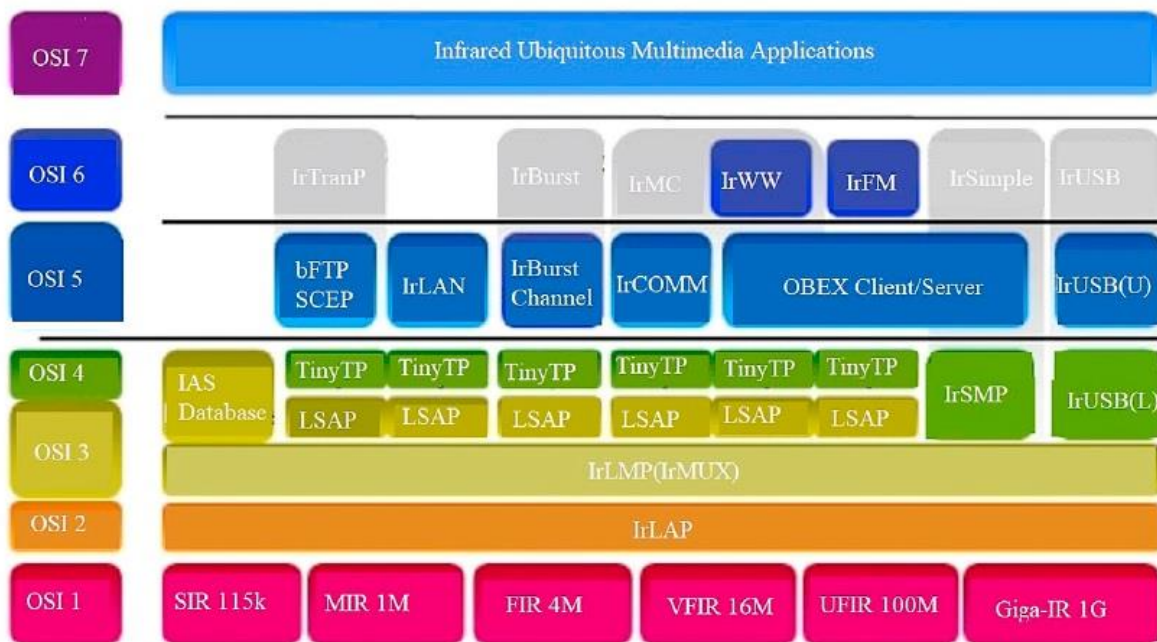 OSI 7
Infrared Ubiquitous Multimedia Applications
OSI 6
IrTranP
IrBurst
IrMC
IrWW
IrFM
IrSimple
IrUSB
OSI 5
bFTP
SCEP
IrLAN
IrBurst
Channel
IrCOMM
OBEX Client/Server
IrUSB(U)
OSI 4
IAS
Database
TinyTP
TinyTP
TinyTP
TinyTP
TinyTP
TinyTP
IrSMP
IrUSB(L)
OSI 3
LSAP
LSAP
LSAP
LSAP
LSAP
LSAP
IrLMP(IrMUX)
OSI 2
IrLAP
OSI 1
SIR 115k
MIR 1M
FIR 4M
VFIR 16M
UFIR 100M
Giga-IR 1G